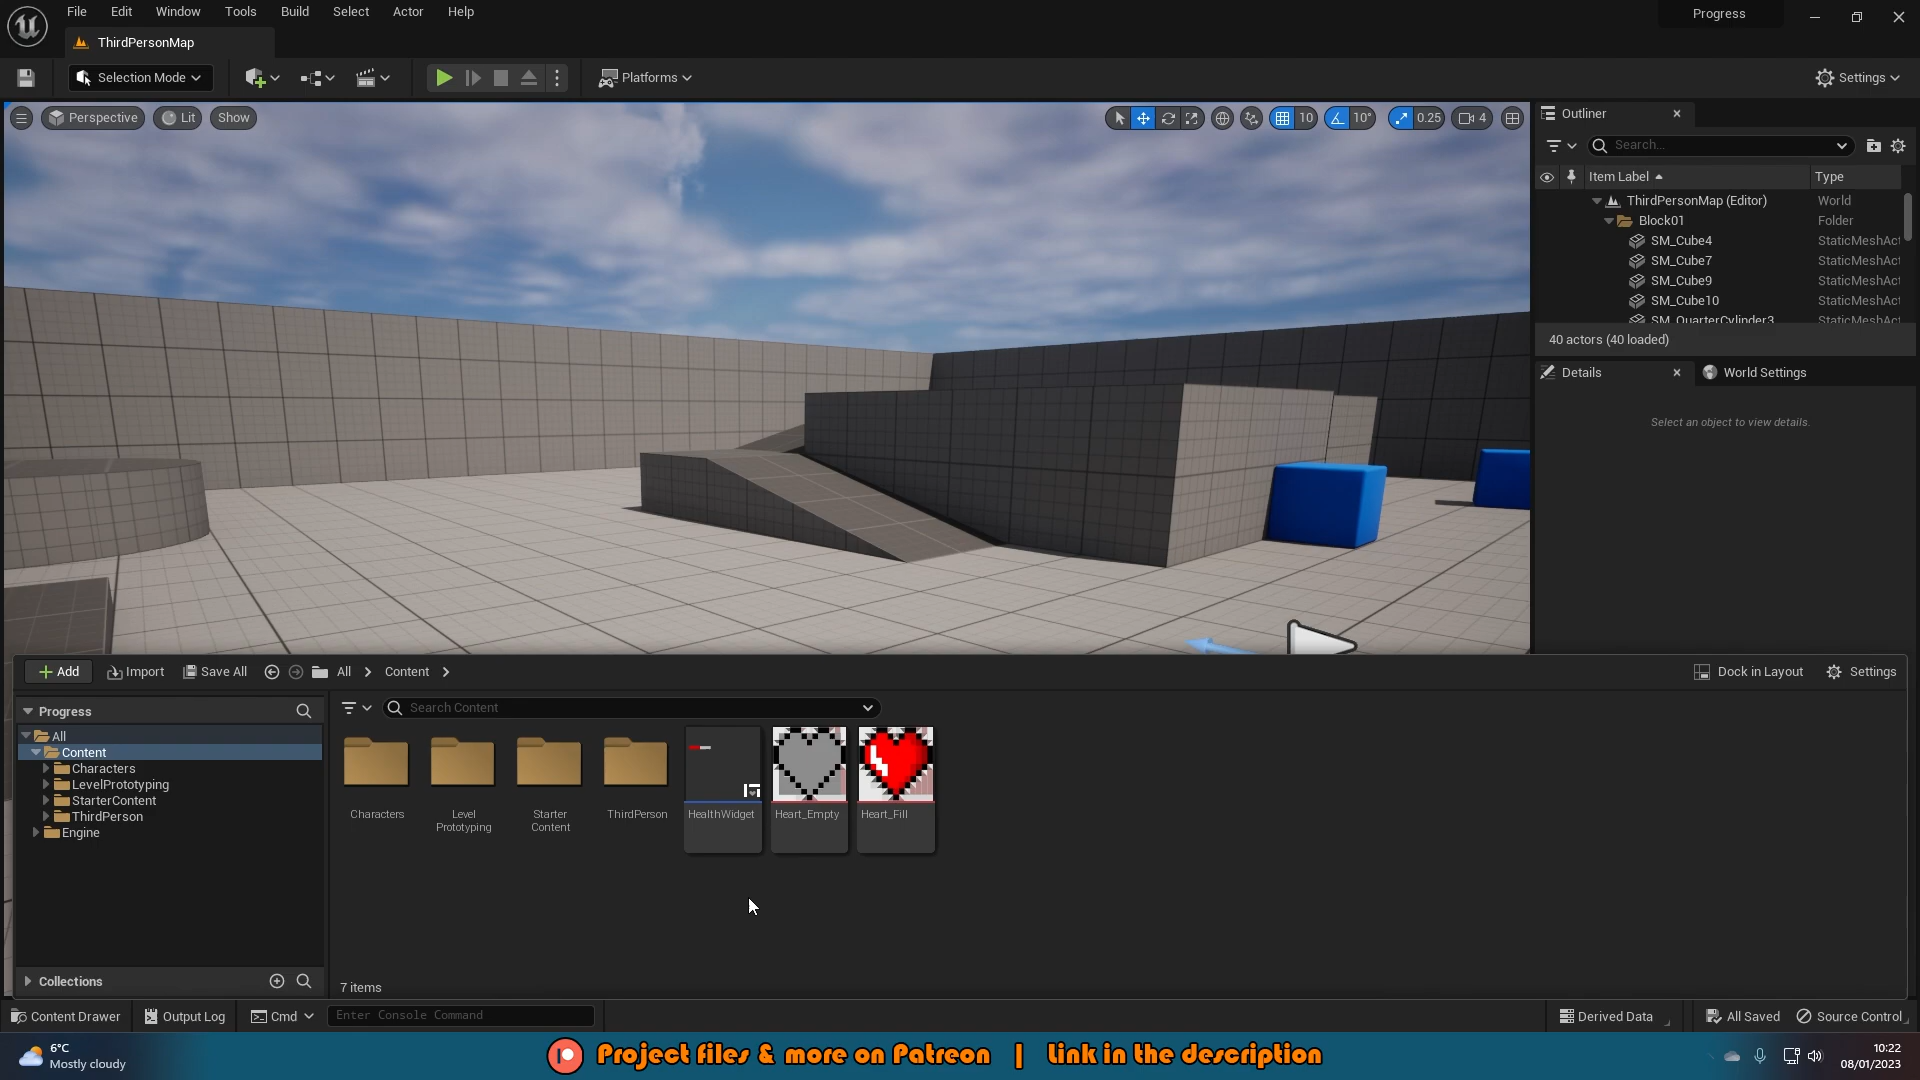 File Edit Window Tools Build Select Actor Help
Progress
ThirdPersonMap
Selection Mode
Platforms
Settings
Perspective Lit Show
10 10° 0.25 4
Outliner
Search...
Item Label Type
ThirdPersonMap (Editor) World
Block01 Folder
SM_Cube4 StaticMeshAct
SM_Cube7 StaticMeshAct
SM_Cube9 StaticMeshAct
SM_Cube10 StaticMeshAct
SM_QuarterCylinder3 StaticMeshAct
40 actors (40 loaded)
Details World Settings
Select an object to view details.
Add Import Save All All Content
Dock in Layout Settings
Progress
Search Content
All
Content
Characters
LevelPrototyping
StarterContent
ThirdPerson
Engine
Characters
Level
Prototyping
Starter
Content
ThirdPerson
HealthWidget
Heart_Empty
Heart_Fill
Collections
7 items
Content Drawer Output Log Cmd Enter Console Command
Derived Data All Saved Source Control
6°C
Mostly cloudy
Project files & more on Patreon | Link in the description
10:22
08/01/2023